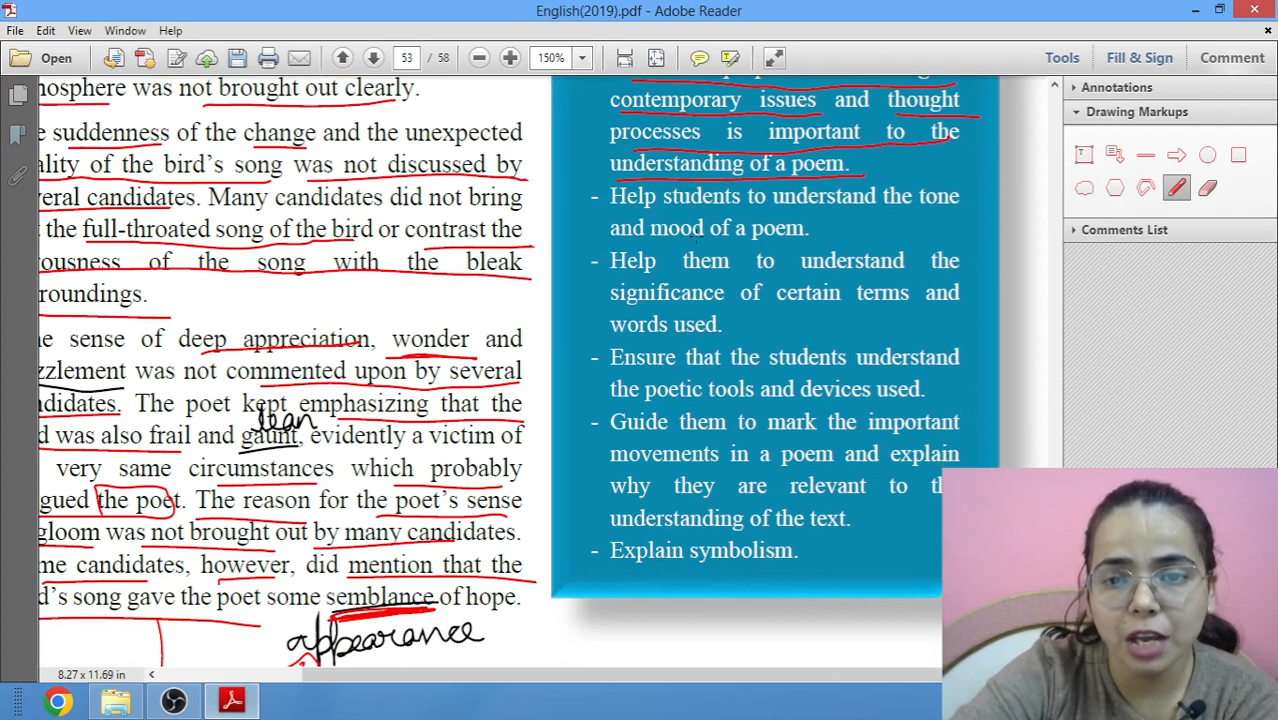 English(2019).pdf - Adobe Reader
File Edit View Window Help
Open 53 / 58 150% Tools Fill & Sign Comment
was not brought out clearly.
suddenness of the change and the unexpected
of the bird's song was not discussed by
candidates. Many candidates did not bring
the full-throated song of the bird or contrast the
of the song with the bleak
sense of deep appreciation, wonder and
was not commented upon by several
The poet kept emphasizing that the
lean
was also frail and gaunt, evidently a victim of
very same circumstances which probably
the poet. The reason for the poet's sense
gloom was not brought out by many candidates.
candidates, however, did mention that the
song gave the poet some semblance of hope.
appearance
contemporary issues and thought
processes is important to the
understanding of a poem.
- Help students to understand the tone
and mood of a poem.
- Help them to understand the
significance of certain terms and
words used.
- Ensure that the students understand
the poetic tools and devices used.
- Guide them to mark the important
movements in a poem and explain
why they are relevant to
understanding of the text.
- Explain symbolism.
Annotations
Drawing Markups
Comments List
8.27 x 11.69 in